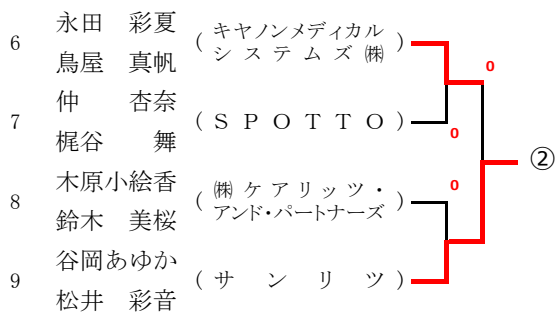 6 永田 彩夏 鳥屋 真帆 (キヤノンメディカルシステムズ㈱)
0
7 仲 杏奈 梶谷 舞 (SPOTTO)
0
②
0
8 木原小絵香 鈴木 美桜 (㈱ケアリッツ・アンド・パートナーズ)
9 谷岡あゆか 松井 彩音 (サンリツ)